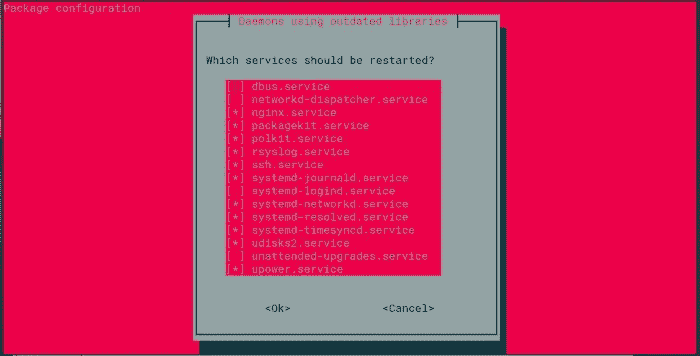 Package configuration
Daemons using outdated libraries
Which services should be restarted?
[ ] dbus.service
[ ] networkd-dispatcher.service
[*] nginx.service
[*] packagekit.service
[*] polkit.service
[*] rsyslog.service
[*] ssh.service
[*] systemd-journald.service
[ ] systemd-logind.service
[*] systemd-networkd.service
[*] systemd-resolved.service
[*] systemd-timesyncd.service
[*] udisks2.service
[ ] unattended-upgrades.service
[*] upower.service
<Ok> <Cancel>